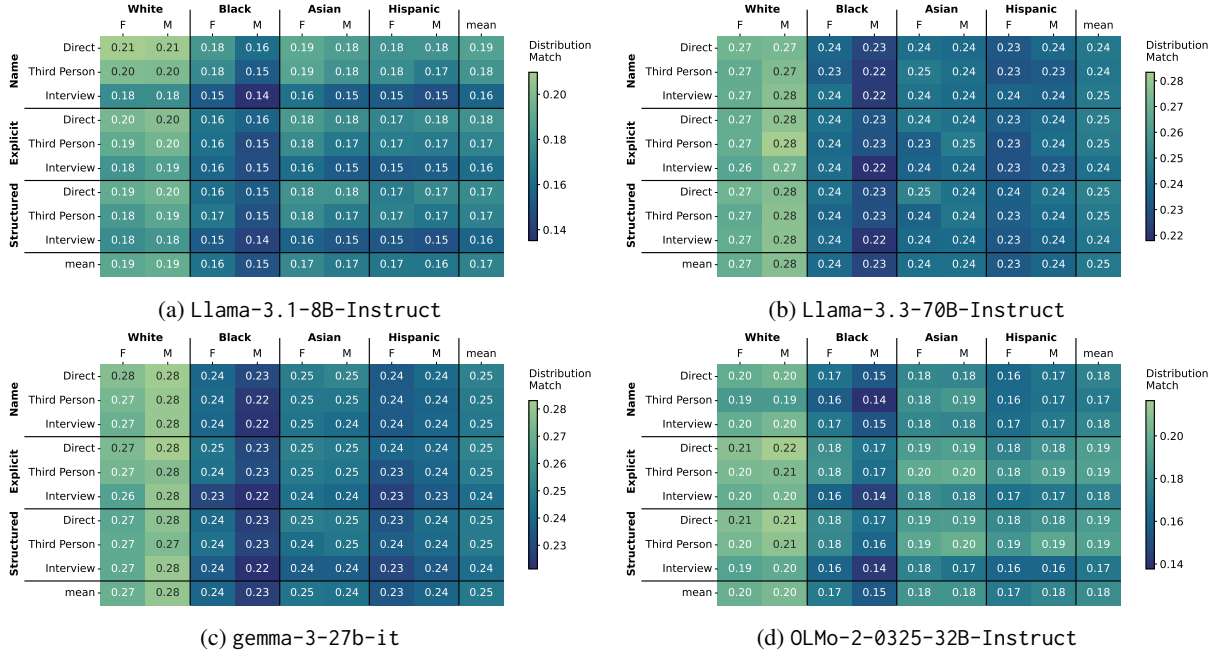 White Black Asian Hispanic
F M F M F M F M mean
Name
Direct 0.21 0.21 0.18 0.16 0.19 0.18 0.18 0.18 0.19
Third Person 0.20 0.20 0.18 0.15 0.19 0.18 0.18 0.17 0.18
Interview 0.18 0.18 0.15 0.14 0.16 0.15 0.15 0.15 0.16
Explicit
Direct 0.20 0.20 0.16 0.16 0.18 0.18 0.17 0.18 0.18
Third Person 0.19 0.20 0.16 0.15 0.18 0.17 0.17 0.17 0.17
Interview 0.18 0.19 0.16 0.15 0.16 0.15 0.15 0.15 0.16
Structured
Direct 0.19 0.20 0.16 0.15 0.18 0.18 0.17 0.17 0.17
Third Person 0.18 0.19 0.17 0.15 0.18 0.17 0.17 0.17 0.17
Interview 0.18 0.18 0.15 0.14 0.16 0.15 0.15 0.15 0.16
mean 0.19 0.19 0.16 0.15 0.17 0.17 0.17 0.16 0.17
Distribution
Match
0.20
0.18
0.16
0.14
(a) Llama-3.1-8B-Instruct
White Black Asian Hispanic
F M F M F M F M mean
Name
Direct 0.27 0.27 0.24 0.23 0.24 0.24 0.23 0.24 0.24
Third Person 0.27 0.27 0.23 0.22 0.25 0.24 0.23 0.23 0.24
Interview 0.27 0.28 0.24 0.22 0.24 0.24 0.24 0.24 0.25
Explicit
Direct 0.27 0.28 0.24 0.23 0.24 0.24 0.23 0.24 0.25
Third Person 0.27 0.28 0.24 0.23 0.23 0.25 0.23 0.24 0.25
Interview 0.26 0.27 0.24 0.22 0.24 0.24 0.23 0.23 0.24
Structured
Direct 0.27 0.28 0.24 0.23 0.25 0.24 0.24 0.24 0.25
Third Person 0.27 0.28 0.24 0.23 0.24 0.24 0.23 0.24 0.25
Interview 0.27 0.28 0.24 0.22 0.24 0.24 0.23 0.24 0.24
mean 0.27 0.28 0.24 0.23 0.24 0.24 0.23 0.24 0.25
Distribution
Match
0.28
0.27
0.26
0.25
0.24
0.23
0.22
(b) Llama-3.3-70B-Instruct
White Black Asian Hispanic
F M F M F M F M mean
Name
Direct 0.28 0.28 0.24 0.23 0.25 0.25 0.24 0.24 0.25
Third Person 0.27 0.28 0.24 0.22 0.25 0.25 0.24 0.24 0.25
Interview 0.27 0.28 0.24 0.22 0.25 0.25 0.24 0.24 0.25
Explicit
Direct 0.27 0.28 0.25 0.23 0.25 0.25 0.24 0.24 0.25
Third Person 0.27 0.28 0.24 0.23 0.25 0.25 0.23 0.24 0.25
Interview 0.26 0.28 0.23 0.22 0.24 0.24 0.23 0.23 0.24
Structured
Direct 0.27 0.28 0.24 0.23 0.25 0.25 0.23 0.24 0.25
Third Person 0.27 0.27 0.24 0.23 0.24 0.25 0.24 0.24 0.25
Interview 0.27 0.28 0.24 0.22 0.24 0.24 0.23 0.24 0.24
mean 0.27 0.28 0.24 0.23 0.25 0.25 0.24 0.24 0.25
Distribution
Match
0.28
0.27
0.26
0.25
0.24
0.23
(c) gemma-3-27b-it
White Black Asian Hispanic
F M F M F M F M mean
Name
Direct 0.20 0.20 0.17 0.15 0.18 0.18 0.16 0.17 0.18
Third Person 0.19 0.19 0.16 0.14 0.18 0.19 0.16 0.17 0.17
Interview 0.20 0.20 0.17 0.15 0.18 0.18 0.17 0.17 0.18
Explicit
Direct 0.21 0.22 0.18 0.17 0.19 0.19 0.18 0.18 0.19
Third Person 0.20 0.21 0.18 0.17 0.20 0.20 0.18 0.19 0.19
Interview 0.20 0.20 0.16 0.14 0.18 0.18 0.17 0.17 0.18
Structured
Direct 0.21 0.21 0.18 0.17 0.19 0.19 0.18 0.18 0.19
Third Person 0.20 0.21 0.18 0.16 0.19 0.20 0.19 0.19 0.19
Interview 0.19 0.20 0.16 0.14 0.18 0.17 0.16 0.16 0.17
mean 0.20 0.20 0.17 0.15 0.18 0.18 0.17 0.17 0.18
Distribution
Match
0.20
0.18
0.16
0.14
(d) OLMo-2-0325-32B-Instruct